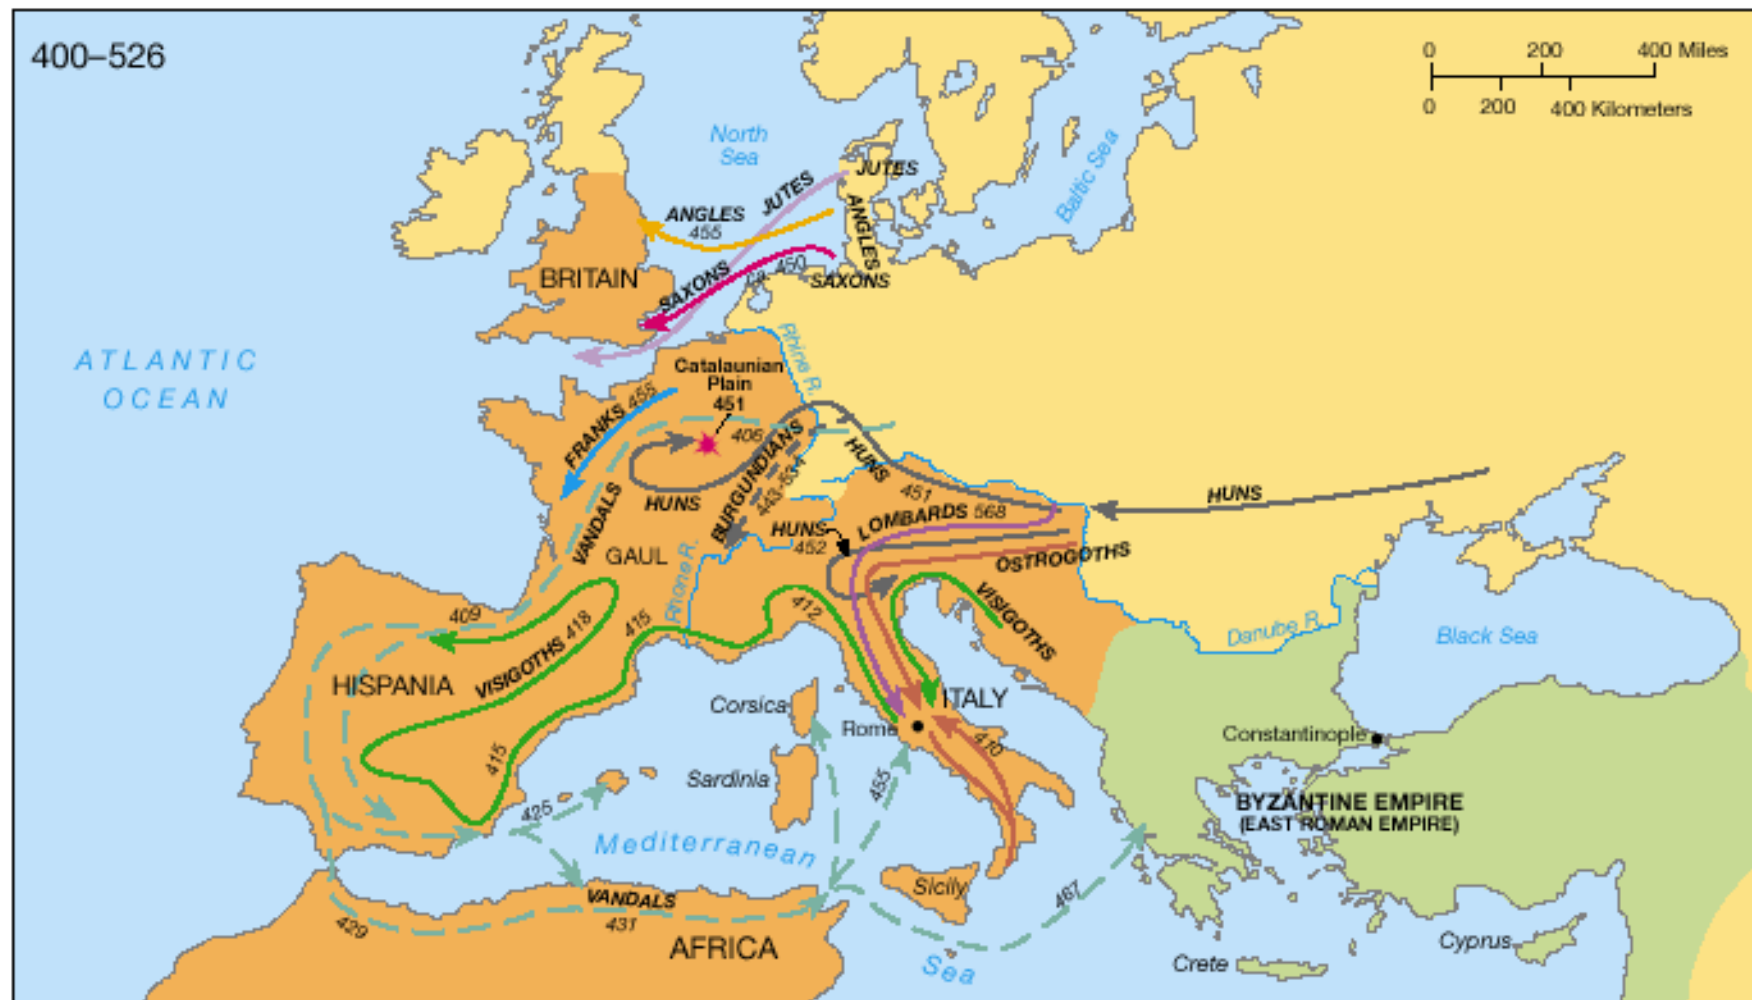 400–526
0 200 400 Miles
0 200 400 Kilometers
North
Sea
Baltic Sea
JUTES
JUTES
ANGLES
455
ANGLES
SAXONS
ca. 450
SAXONS
BRITAIN
ATLANTIC
OCEAN
Rhine R.
Catalaunian
Plain
451
FRANKS 455
406
BURGUNDIANS
443-534
HUNS
HUNS
451
HUNS
LOMBARDS 568
HUNS
452
OSTROGOTHS
VANDALS
GAUL
Rhone R.
VISIGOTHS
412
415
409
VISIGOTHS 418
HISPANIA
415
Danube R.
Black Sea
Corsica
ITALY
Rome
410
Constantinople
Sardinia
455
425
BYZANTINE EMPIRE
(EAST ROMAN EMPIRE)
Mediterranean
Sicily
VANDALS
431
429
467
AFRICA
Sea
Crete
Cyprus